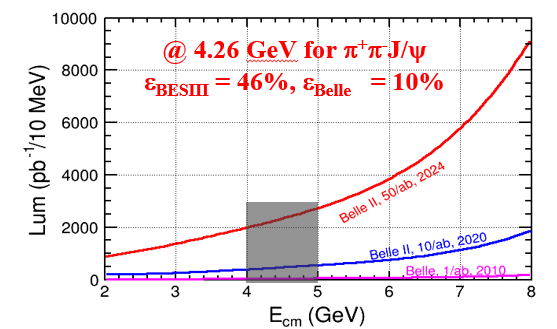 @ 4.26 GeV for π⁺π⁻J/ψ
ε_BESIII = 46%, ε_Belle = 10%
Lum (pb⁻¹/10 MeV)
10000
8000
6000
4000
2000
0
Belle II, 50/ab, 2024
Belle II, 10/ab, 2020
Belle, 1/ab, 2010
2 3 4 5 6 7 8
E_cm (GeV)